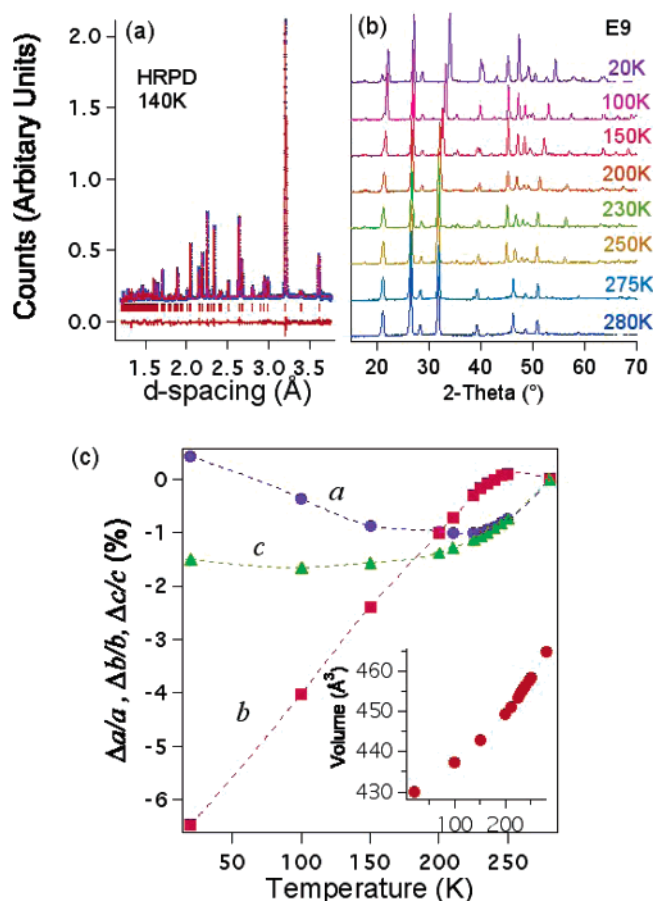 (a)
HRPD
140K
2.0
1.5
1.0
0.5
0.0
Counts (Arbitary Units)
1.5 2.0 2.5 3.0 3.5
d-spacing (Å)
(b)
E9
20K
100K
150K
200K
230K
250K
275K
280K
20 30 40 50 60 70
2-Theta (°)
(c)
0
-1
-2
-3
-4
-5
-6
Δa/a , Δb/b, Δc/c (%)
a
c
b
50 100 150 200 250
Temperature (K)
460
450
440
430
Volume (Å³)
100 200